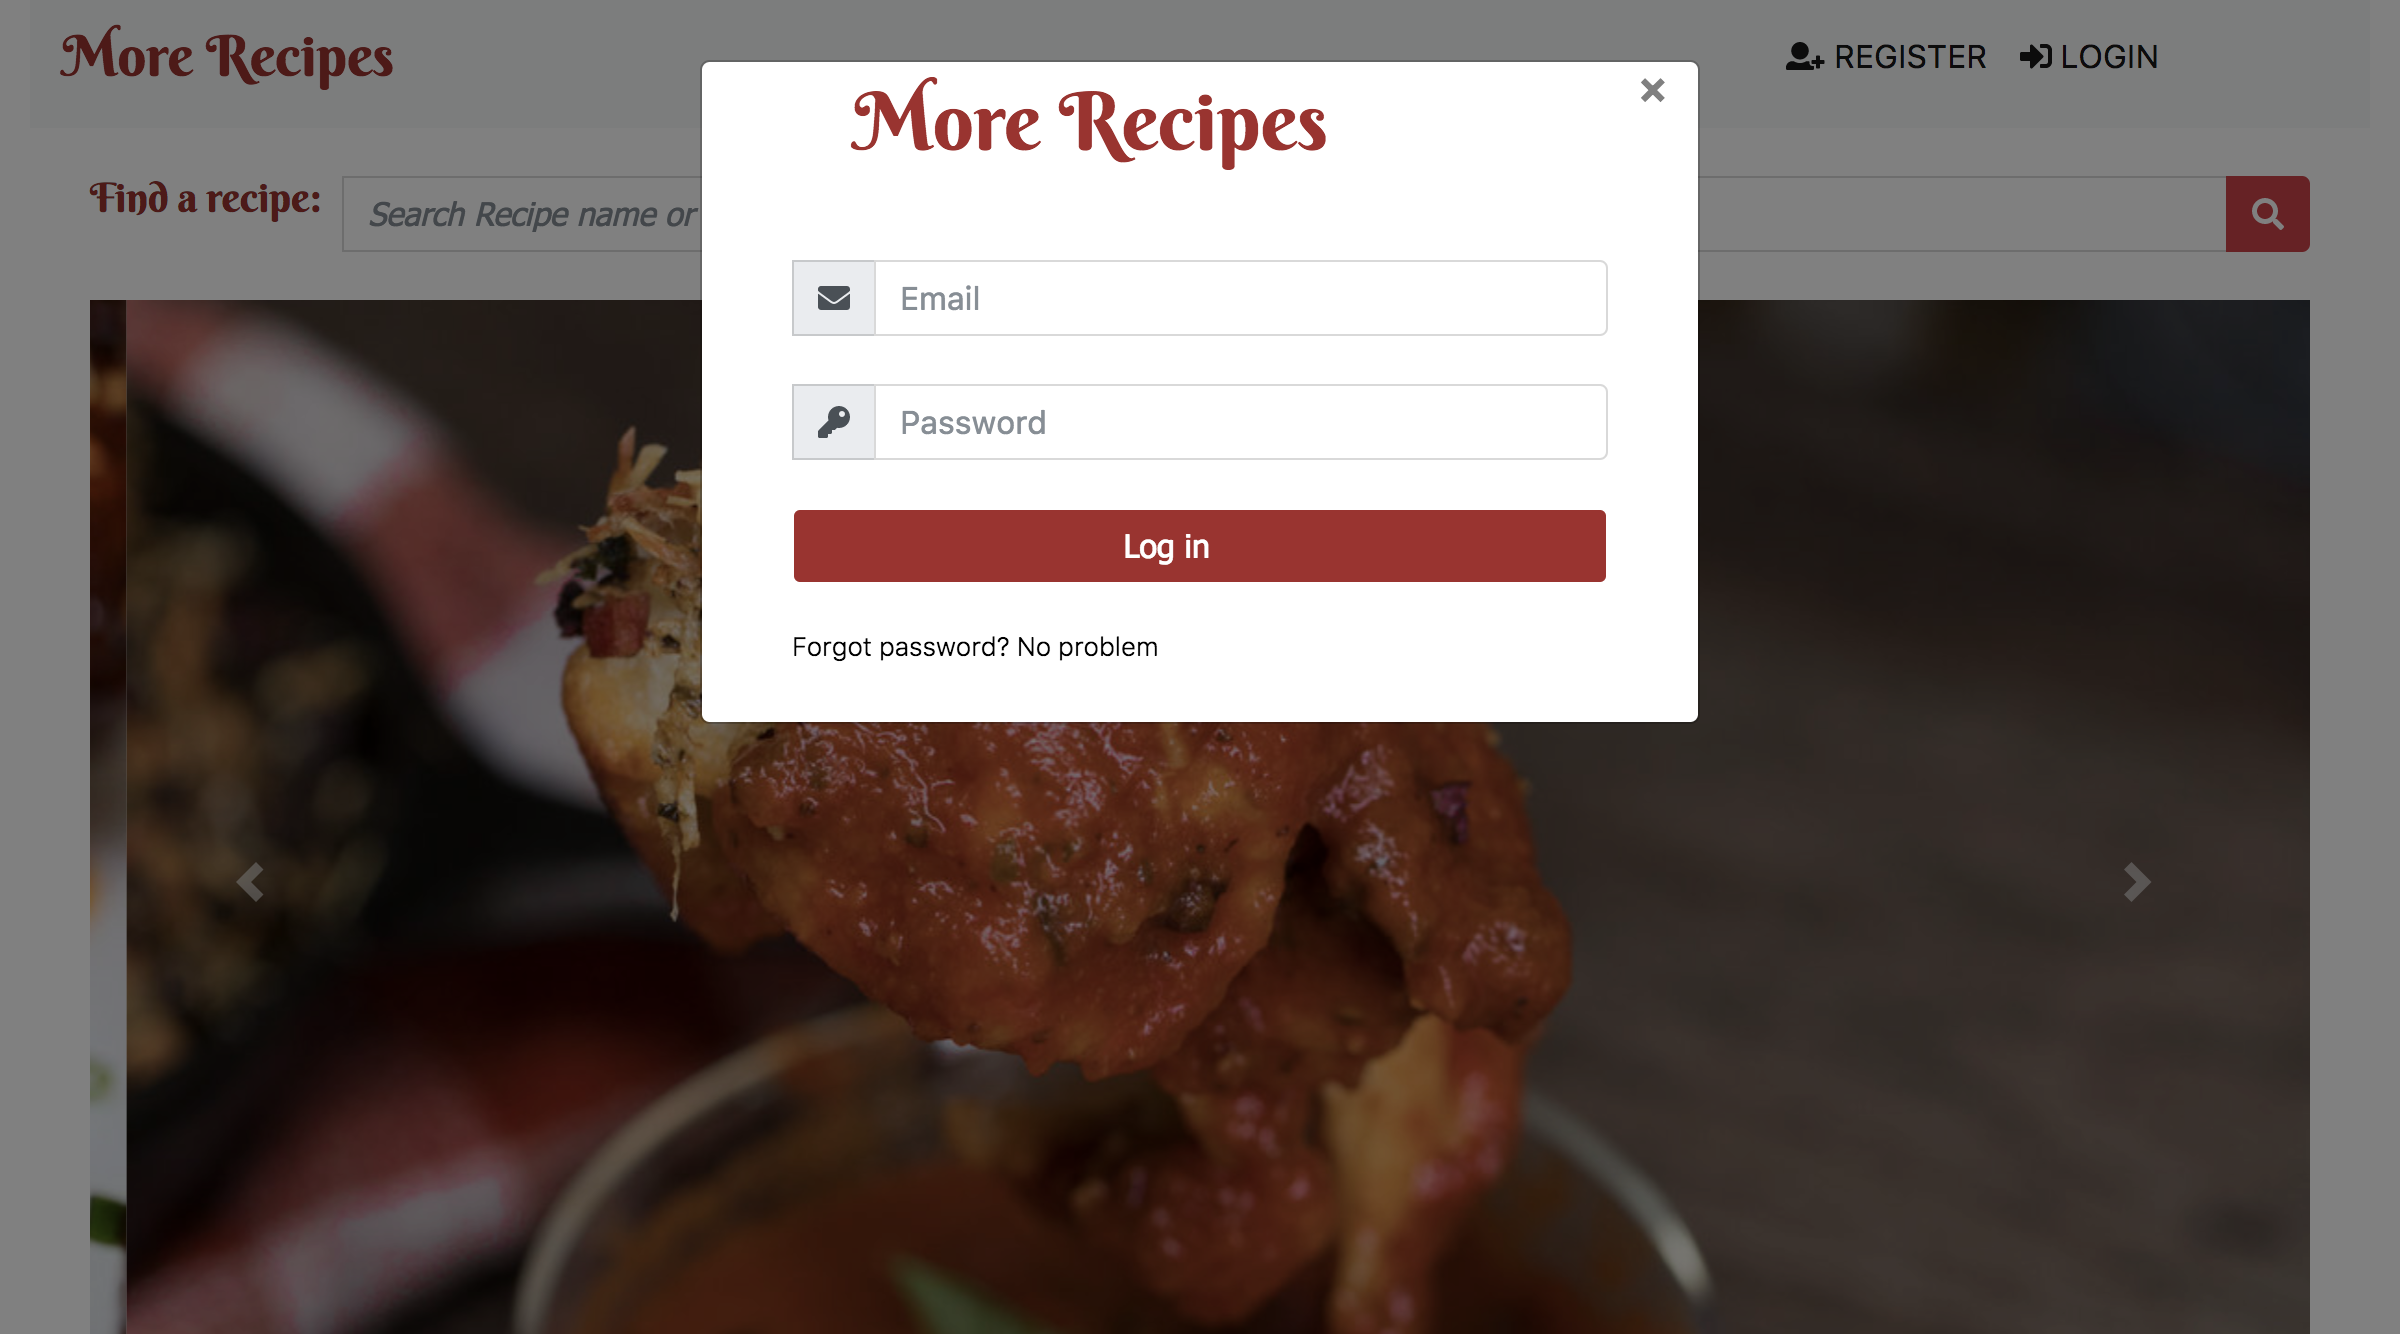 More Recipes
REGISTER LOGIN
More Recipes
Find a recipe: Search Recipe name or
Email
Password
Log in
Forgot password? No problem